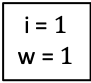 i = 1
w = 1